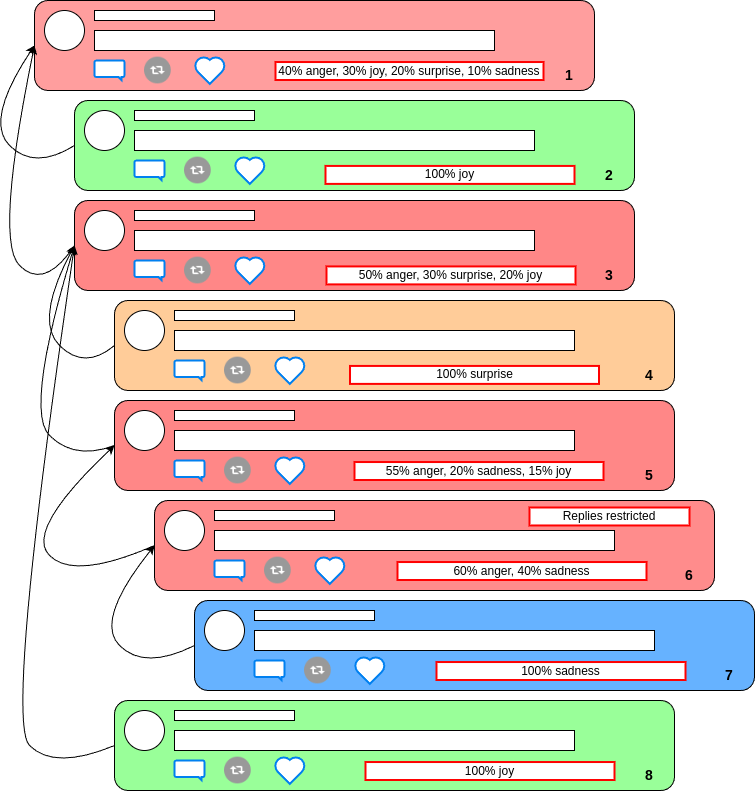 40% anger, 30% joy, 20% surprise, 10% sadness
1
100% joy
2
50% anger, 30% surprise, 20% joy
3
100% surprise
4
55% anger, 20% sadness, 15% joy
5
Replies restricted
60% anger, 40% sadness
6
100% sadness
7
100% joy
8